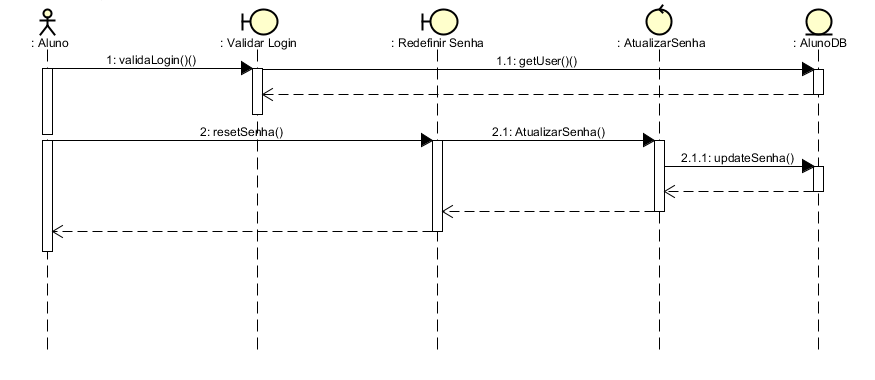 : Aluno
: Validar Login
: Redefinir Senha
: AtualizarSenha
: AlunoDB
1: validaLogin()()
1.1: getUser()()
2: resetSenha()
2.1: AtualizarSenha()
2.1.1: updateSenha()